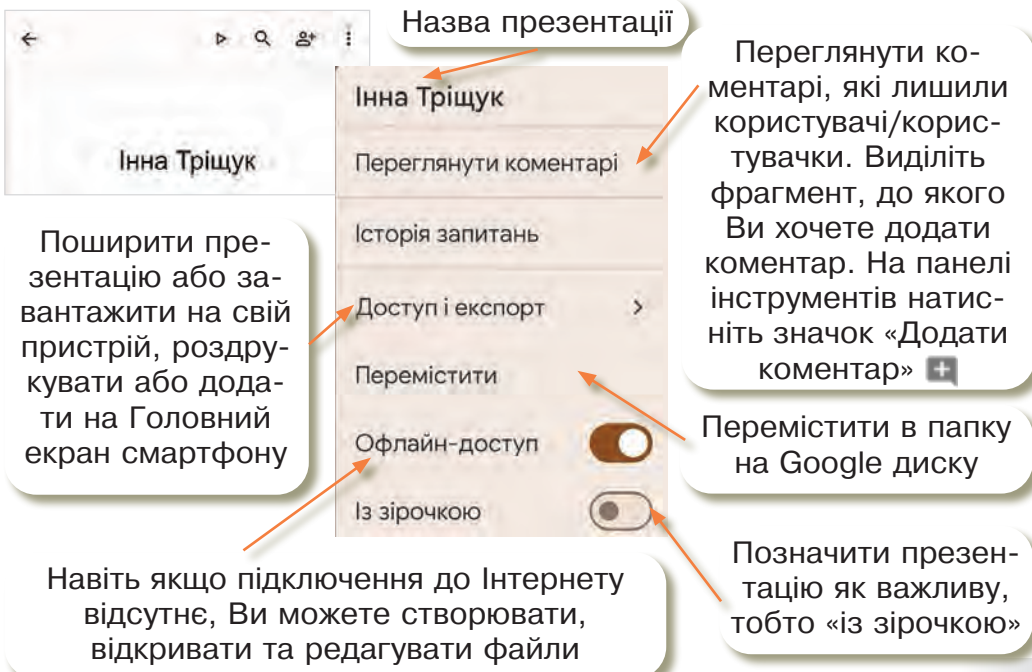 Назва презентації
Інна Тріщук
Інна Тріщук
Переглянути коментарі
Історія запитань
Доступ і експорт
Перемістити
Офлайн-доступ
Із зірочкою
Переглянути ко-
ментарі, які лишили
користувачі/корис-
тувачки. Виділіть
фрагмент, до якого
Ви хочете додати
коментар. На панелі
інструментів натис-
ніть значок «Додати
коментар»
Поширити пре-
зентацію або за-
вантажити на свій
пристрій, роздру-
кувати або дода-
ти на Головний
екран смартфону
Перемістити в папку
на Google диску
Позначити презен-
тацію як важливу,
тобто «із зірочкою»
Навіть якщо підключення до Інтернету
відсутнє, Ви можете створювати,
відкривати та редагувати файли